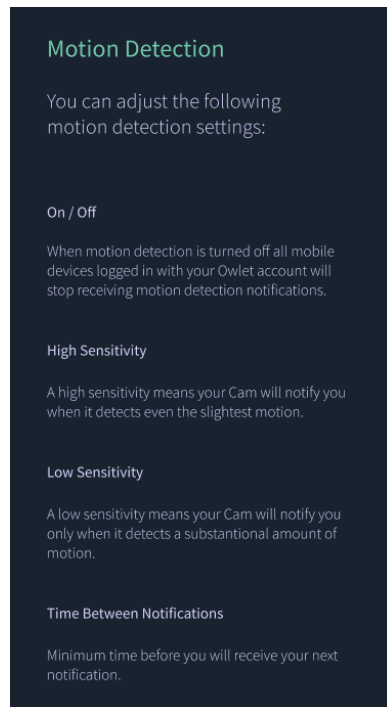 Motion Detection
You can adjust the following
motion detection settings:
On / Off
When motion detection is turned off all mobile
devices logged in with your Owlet account will
stop receiving motion detection notifications.
High Sensitivity
A high sensitivity means your Cam will notify you
when it detects even the slightest motion.
Low Sensitivity
A low sensitivity means your Cam will notify you
only when it detects a substantional amount of
motion.
Time Between Notifications
Minimum time before you will receive your next
notification.